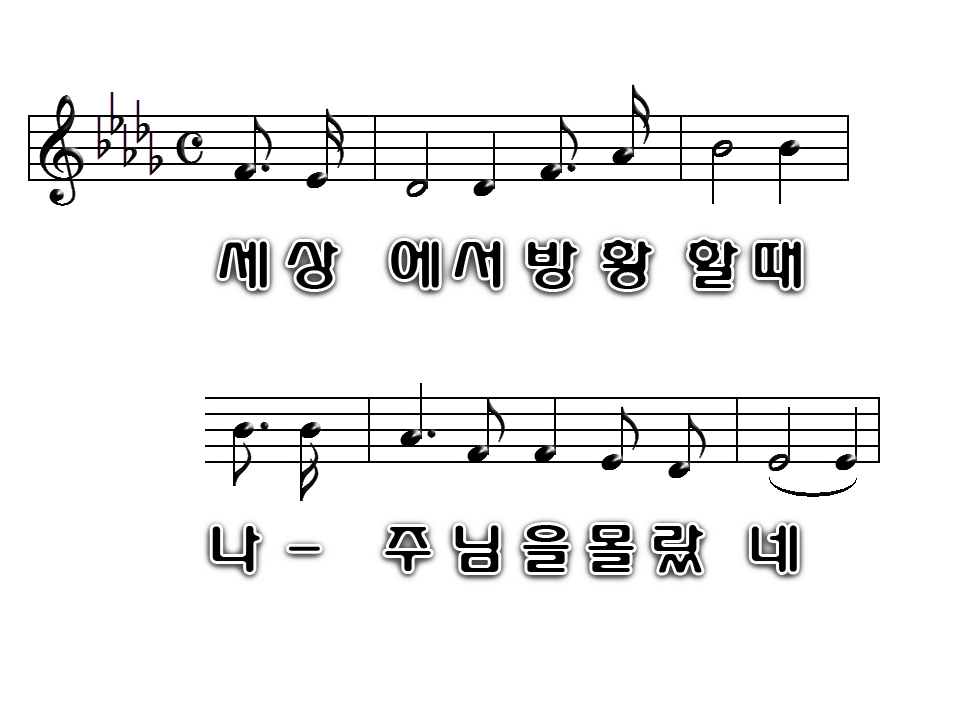 세 상 에 서 방 황 할 때
나 - 주 님 을 몰 랐 네